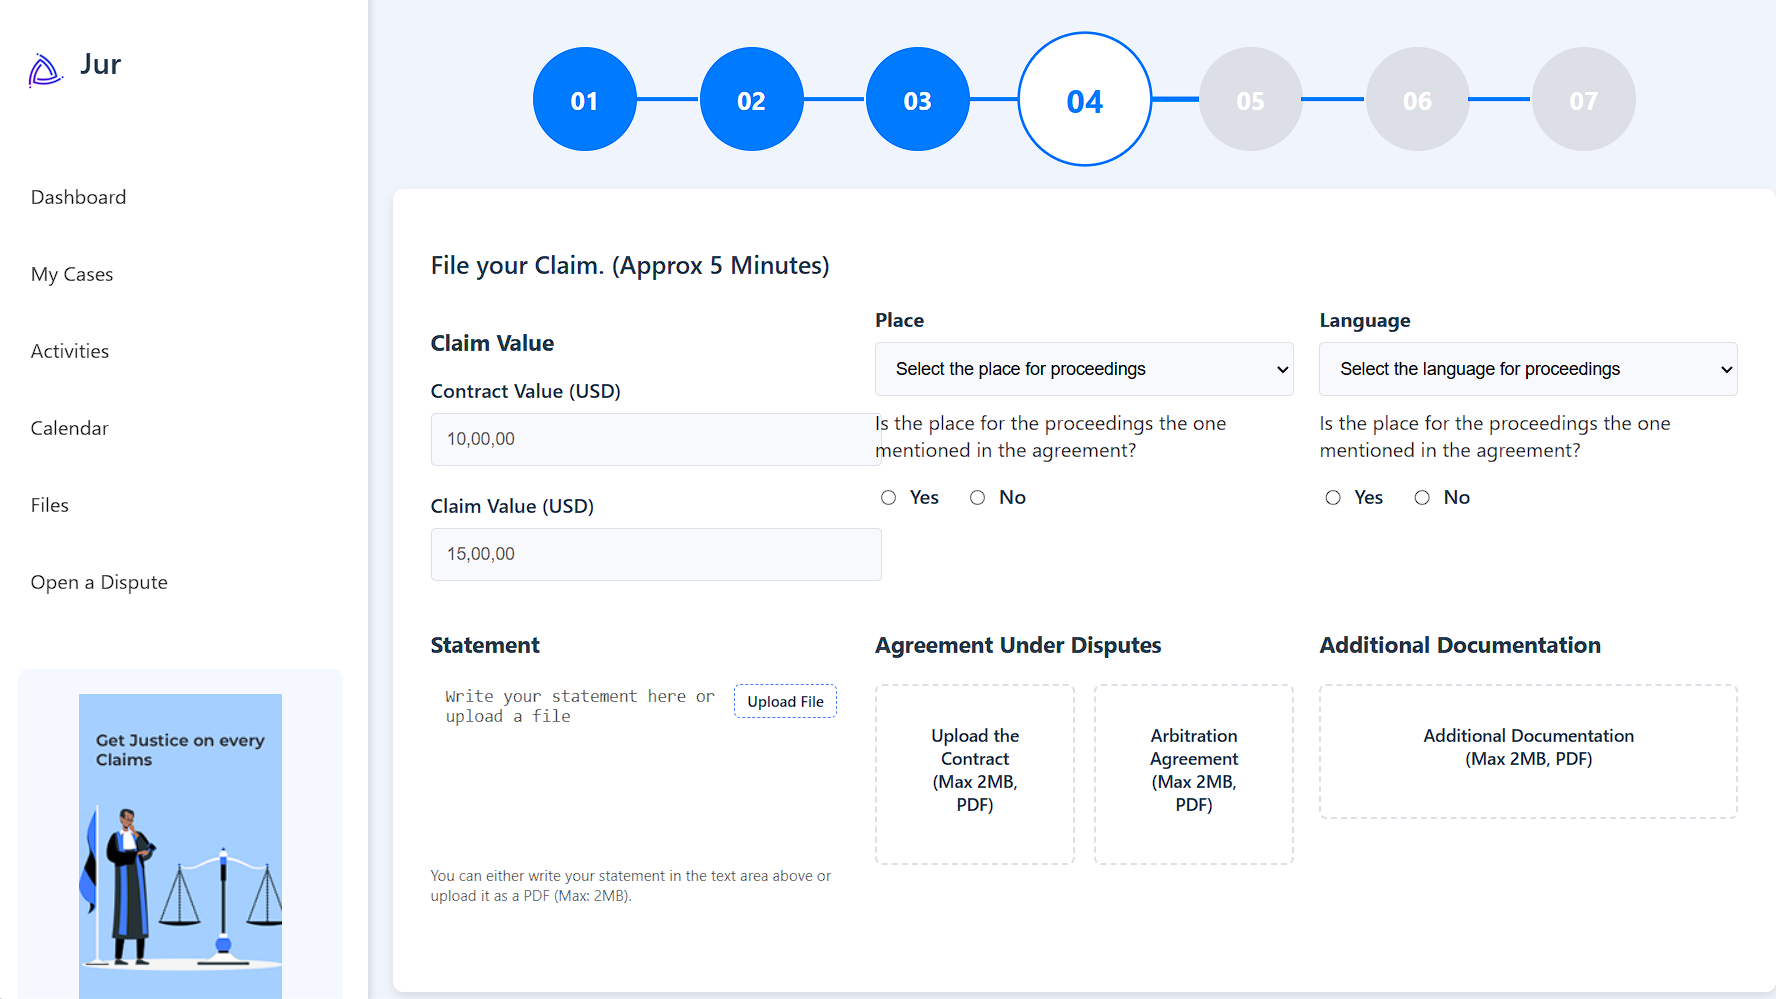 Jur
Dashboard
My Cases
Activities
Calendar
Files
Open a Dispute
Get Justice on every
Claims
01
02
03
04
05
06
07
File your Claim. (Approx 5 Minutes)
Claim Value
Contract Value (USD)
10,00,00
Claim Value (USD)
15,00,00
Place
Select the place for proceedings
Is the place for the proceedings the one
mentioned in the agreement?
Yes No
Language
Select the language for proceedings
Is the place for the proceedings the one
mentioned in the agreement?
Yes No
Statement
Write your statement here or
upload a file
Upload File
You can either write your statement in the text area above or
upload it as a PDF (Max: 2MB).
Agreement Under Disputes
Upload the
Contract
(Max 2MB,
PDF)
Arbitration
Agreement
(Max 2MB,
PDF)
Additional Documentation
Additional Documentation
(Max 2MB, PDF)